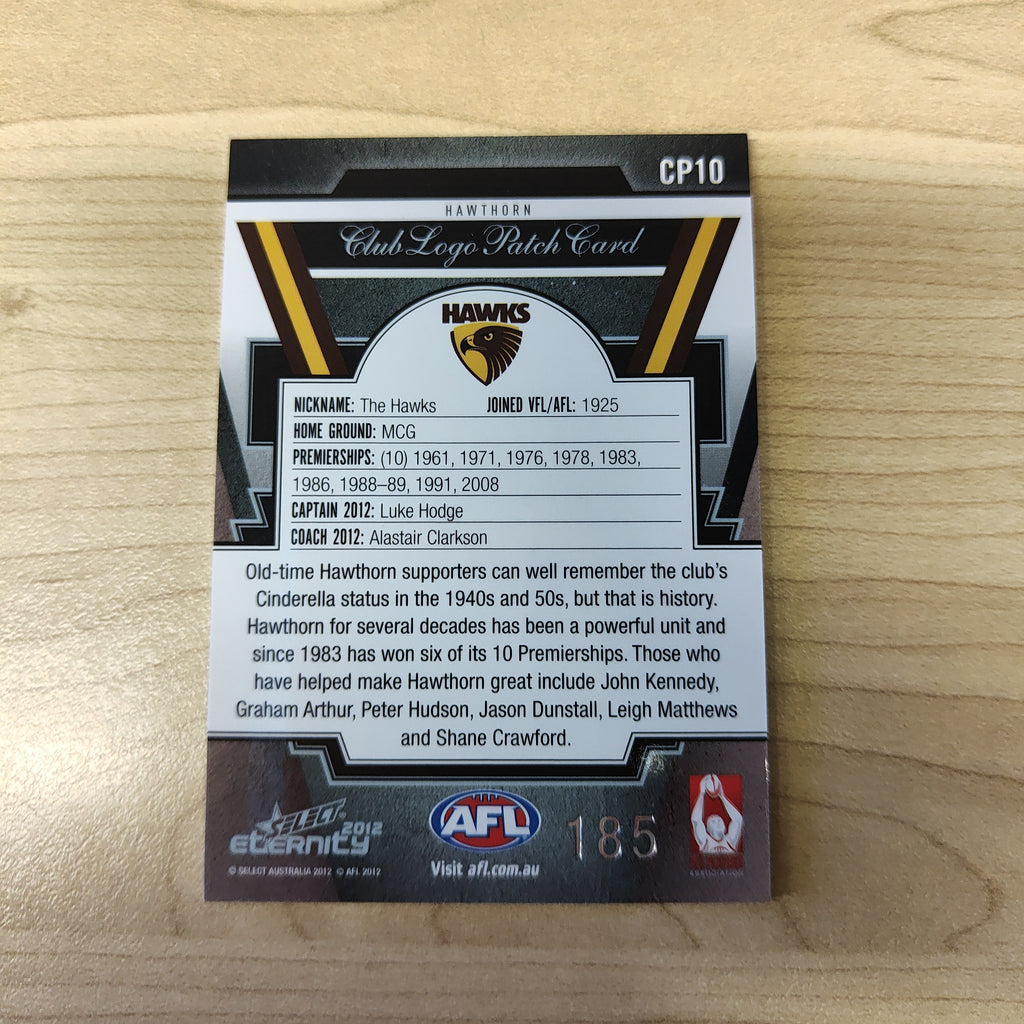 CP10
HAWTHORN
Club Logo Patch Card
HAWKS
NICKNAME: The Hawks JOINED VFL/AFL: 1925
HOME GROUND: MCG
PREMIERSHIPS: (10) 1961, 1971, 1976, 1978, 1983,
1986, 1988–89, 1991, 2008
CAPTAIN 2012: Luke Hodge
COACH 2012: Alastair Clarkson
Old-time Hawthorn supporters can well remember the club's
Cinderella status in the 1940s and 50s, but that is history.
Hawthorn for several decades has been a powerful unit and
since 1983 has won six of its 10 Premierships. Those who
have helped make Hawthorn great include John Kennedy,
Graham Arthur, Peter Hudson, Jason Dunstall, Leigh Matthews
and Shane Crawford.
SELECT
ETERNITY 2012
© SELECT AUSTRALIA 2012 © AFL 2012
AFL
Visit afl.com.au
185
ASSOCIATION